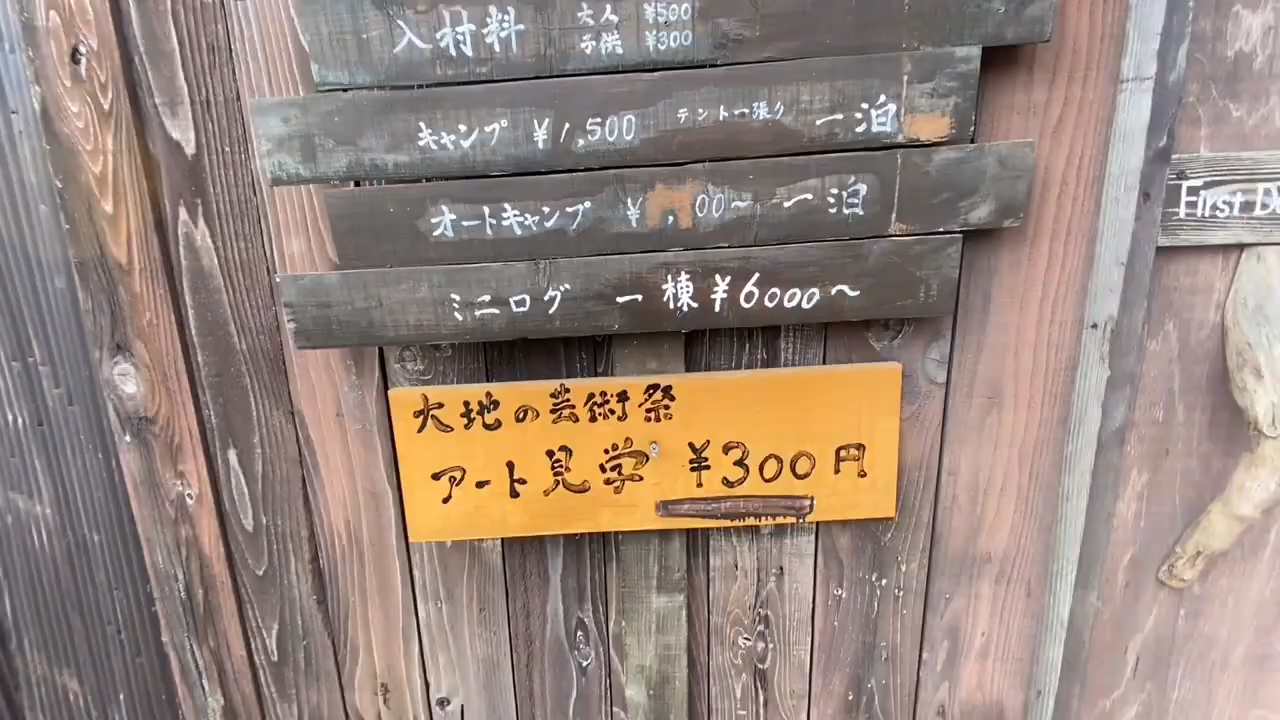 入村料 大人 ¥500
子供 ¥300
キャンプ ¥1,500 テント一張り 一泊
オートキャンプ ¥ , 00〜 一泊
ミニログ 一棟 ¥6000〜
大地の芸術祭
アート見学 ¥300円
First